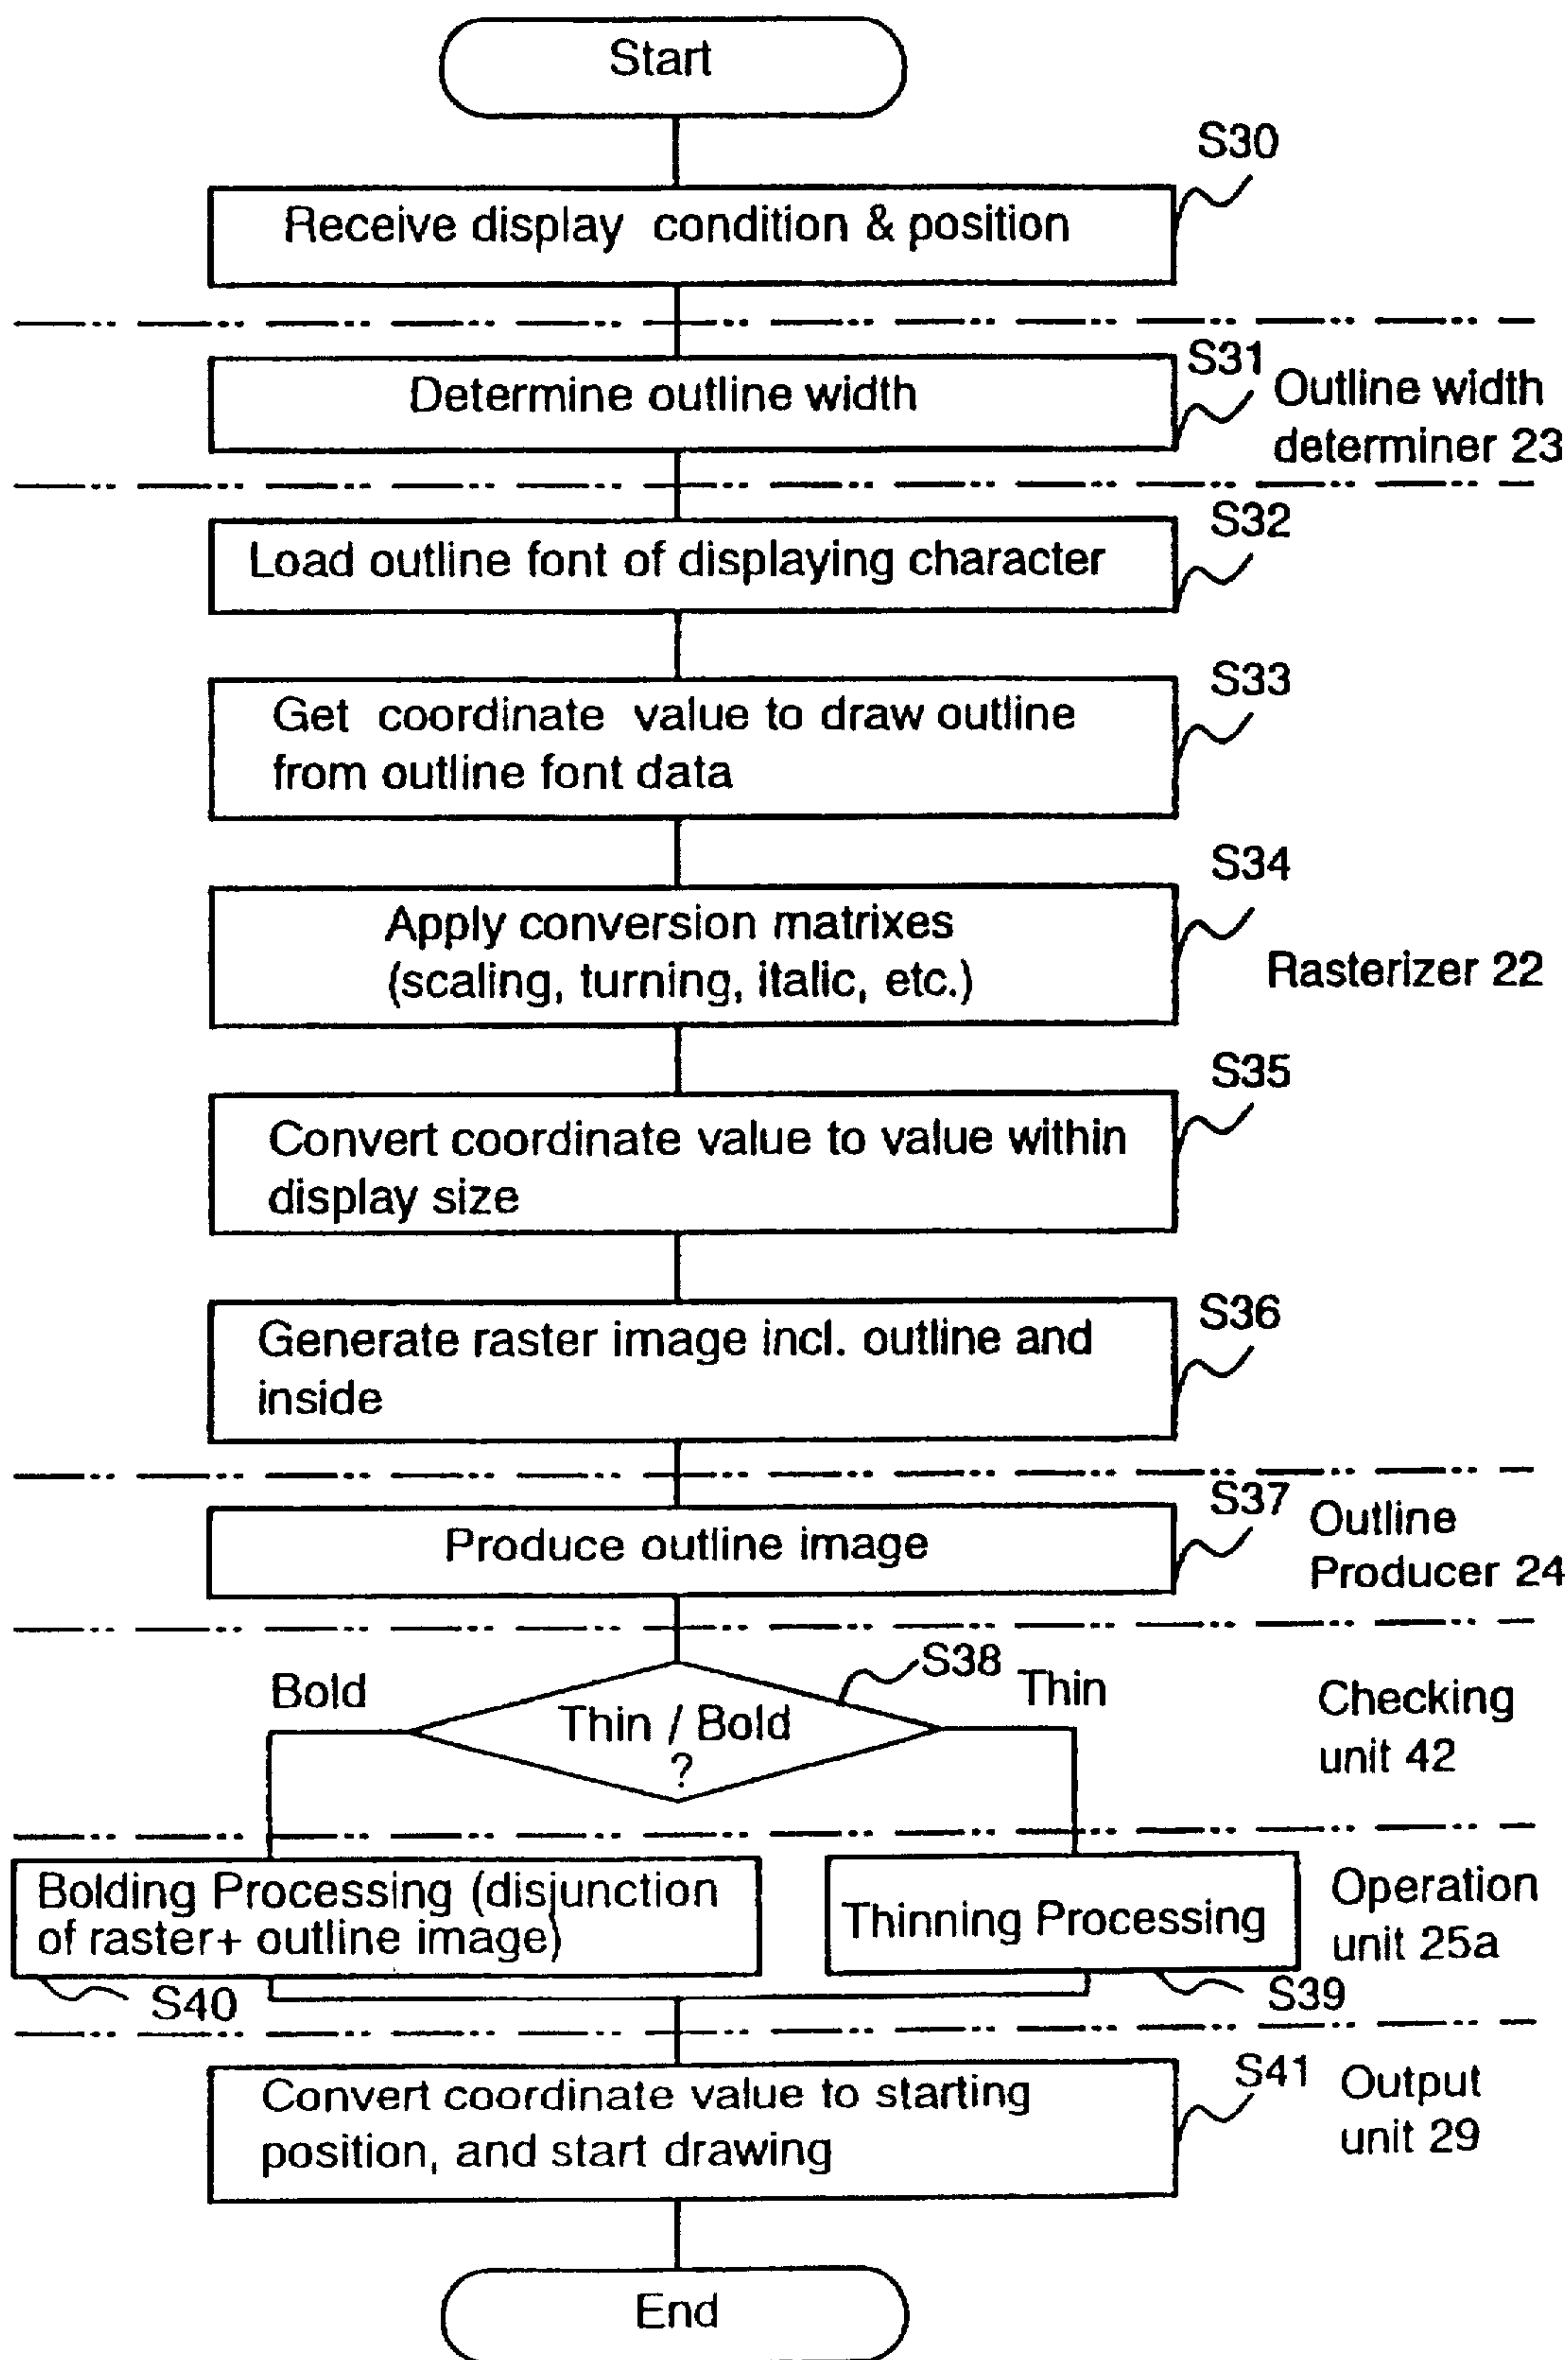 Start
S30
Receive display condition & position
S31
Determine outline width
Outline width
determiner 23
S32
Load outline font of displaying character
S33
Get coordinate value to draw outline
from outline font data
S34
Apply conversion matrixes
(scaling, turning, italic, etc.)
Rasterizer 22
S35
Convert coordinate value to value within
display size
S36
Generate raster image incl. outline and
inside
S37
Produce outline image
Outline
Producer 24
S38
Bold
Thin / Bold
?
Thin
Checking
unit 42
Bolding Processing (disjunction
of raster+ outline image)
S40
Thinning Processing
S39
Operation
unit 25a
S41
Convert coordinate value to starting
position, and start drawing
Output
unit 29
End